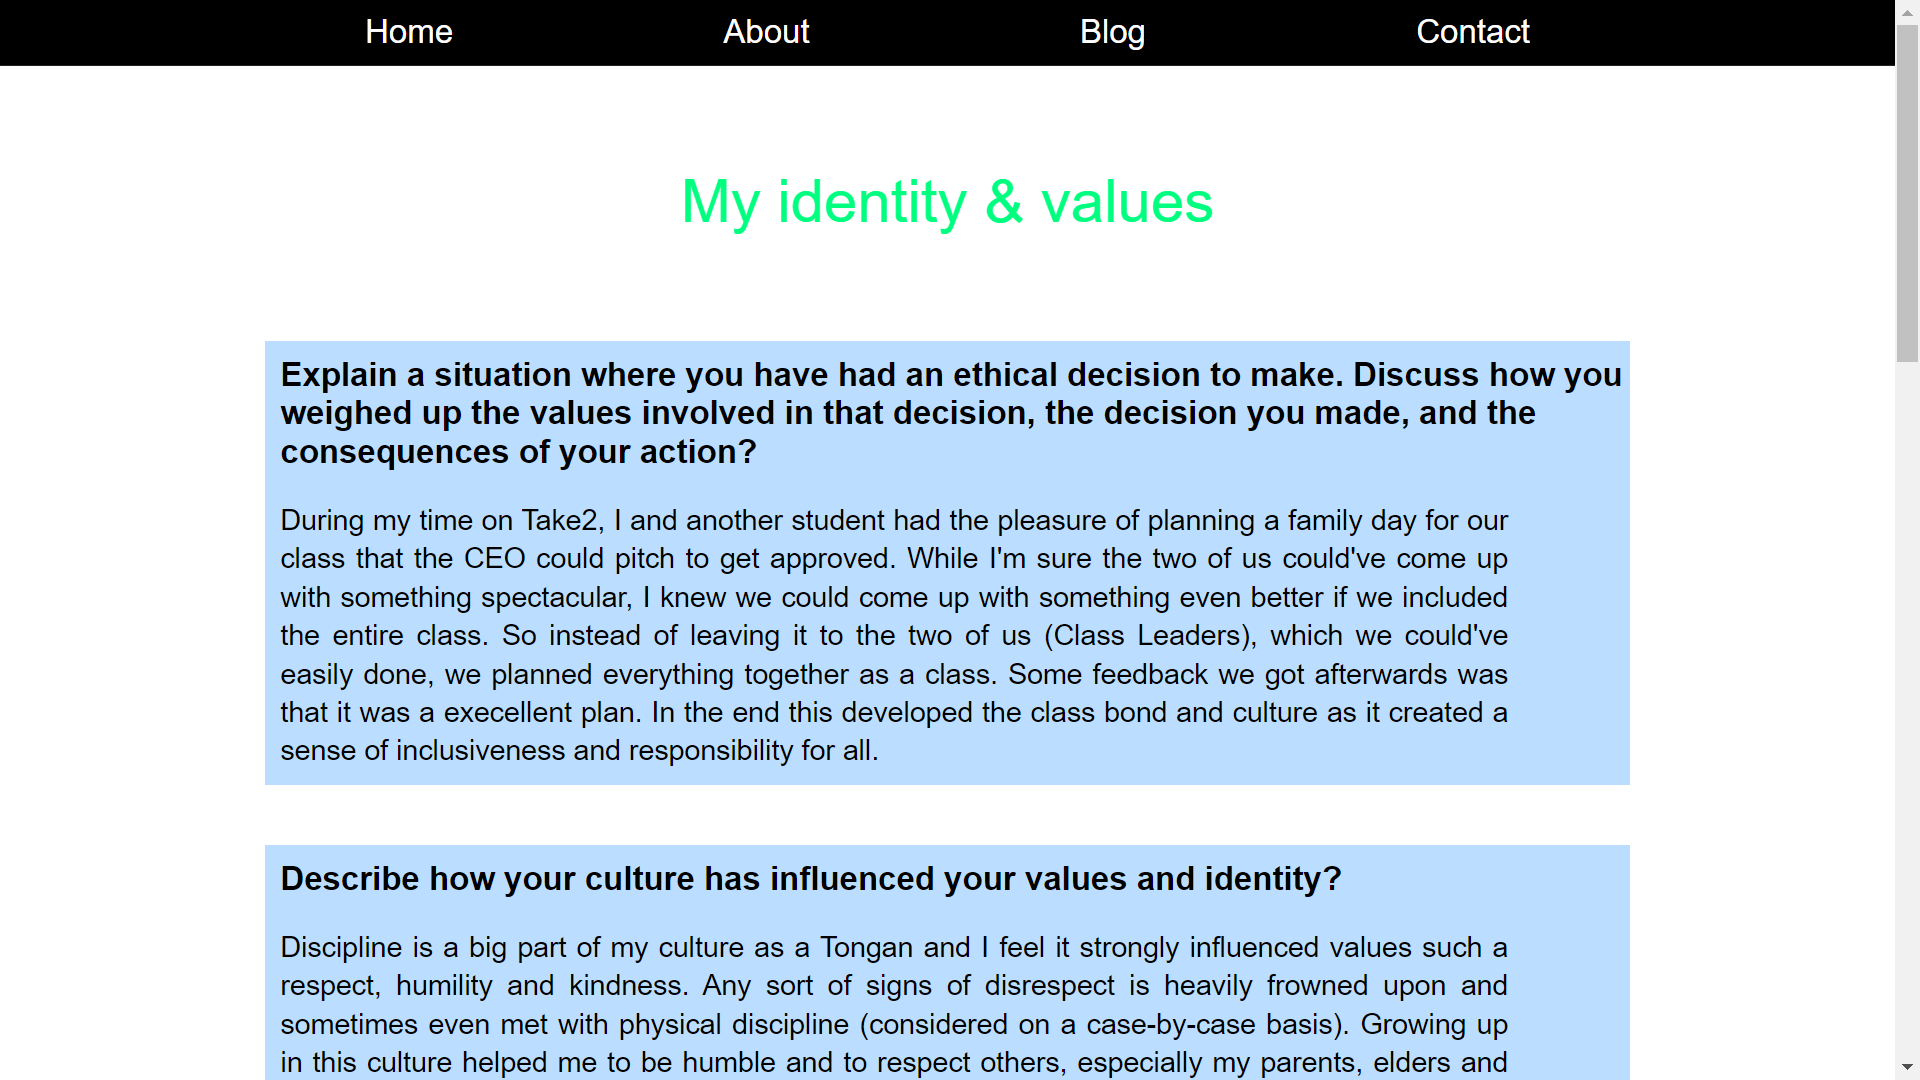 Home About Blog Contact
My identity & values
Explain a situation where you have had an ethical decision to make. Discuss how you
weighed up the values involved in that decision, the decision you made, and the
consequences of your action?
During my time on Take2, I and another student had the pleasure of planning a family day for our
class that the CEO could pitch to get approved. While I'm sure the two of us could've come up
with something spectacular, I knew we could come up with something even better if we included
the entire class. So instead of leaving it to the two of us (Class Leaders), which we could've
easily done, we planned everything together as a class. Some feedback we got afterwards was
that it was a execellent plan. In the end this developed the class bond and culture as it created a
sense of inclusiveness and responsibility for all.
Describe how your culture has influenced your values and identity?
Discipline is a big part of my culture as a Tongan and I feel it strongly influenced values such a
respect, humility and kindness. Any sort of signs of disrespect is heavily frowned upon and
sometimes even met with physical discipline (considered on a case-by-case basis). Growing up
in this culture helped me to be humble and to respect others, especially my parents, elders and